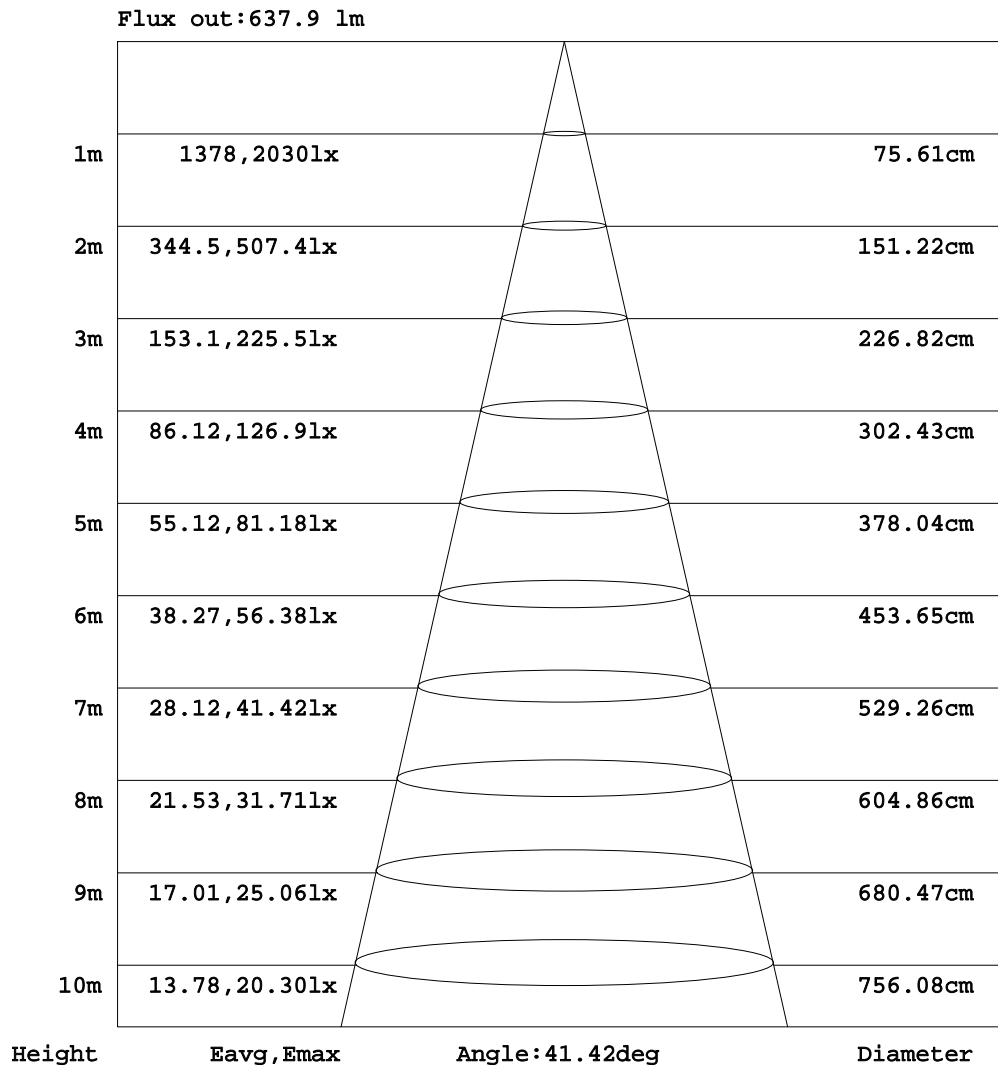 Flux out:637.9 lm
1m 1378,2030lx 75.61cm
2m 344.5,507.4lx 151.22cm
3m 153.1,225.5lx 226.82cm
4m 86.12,126.9lx 302.43cm
5m 55.12,81.18lx 378.04cm
6m 38.27,56.38lx 453.65cm
7m 28.12,41.42lx 529.26cm
8m 21.53,31.71lx 604.86cm
9m 17.01,25.06lx 680.47cm
10m 13.78,20.30lx 756.08cm
Height Eavg,Emax Angle:41.42deg Diameter